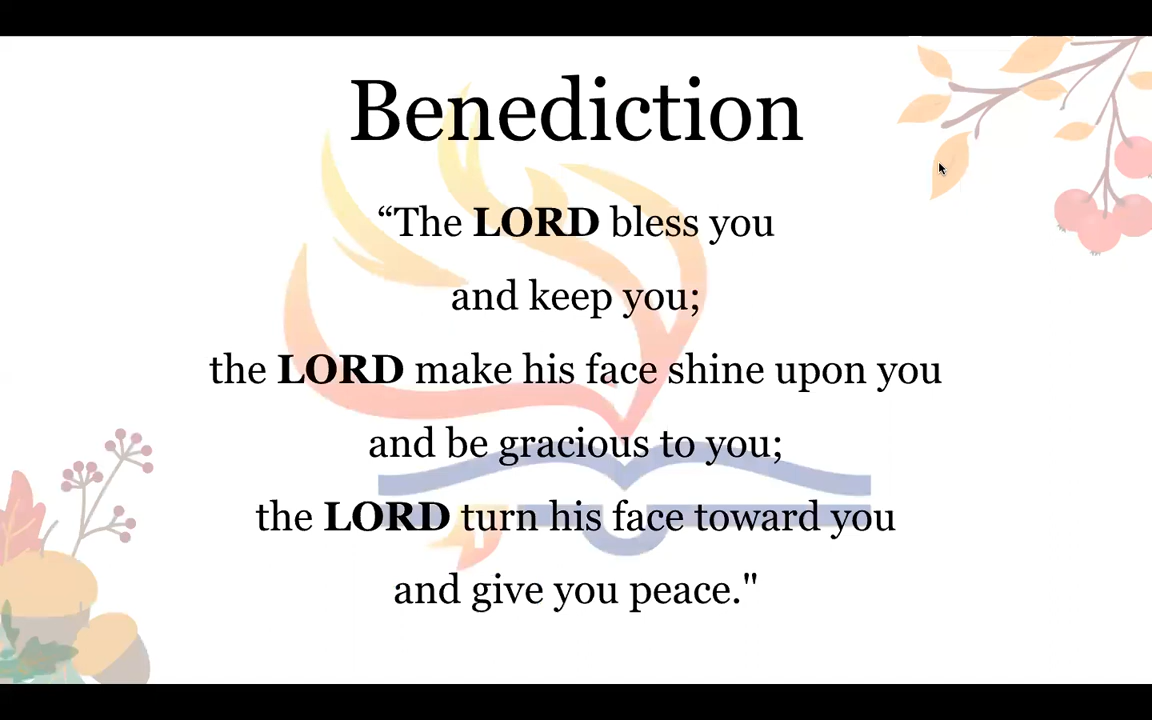 Benediction
“The LORD bless you
and keep you;
the LORD make his face shine upon you
and be gracious to you;
the LORD turn his face toward you
and give you peace."